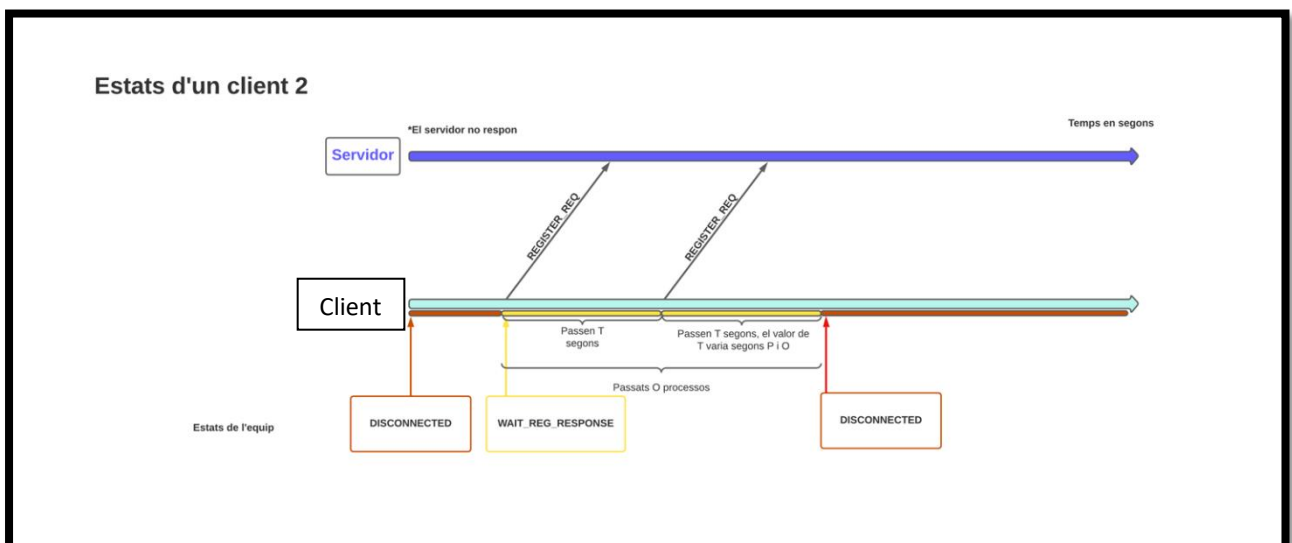 Estats d'un client 2
*El servidor no respon
Temps en segons
Servidor
REGISTER_REQ
REGISTER_REQ
Client
Passen T
segons
Passen T segons, el valor de
T varia segons P i O
Passats O processos
Estats de l'equip
DISCONNECTED
WAIT_REG_RESPONSE
DISCONNECTED